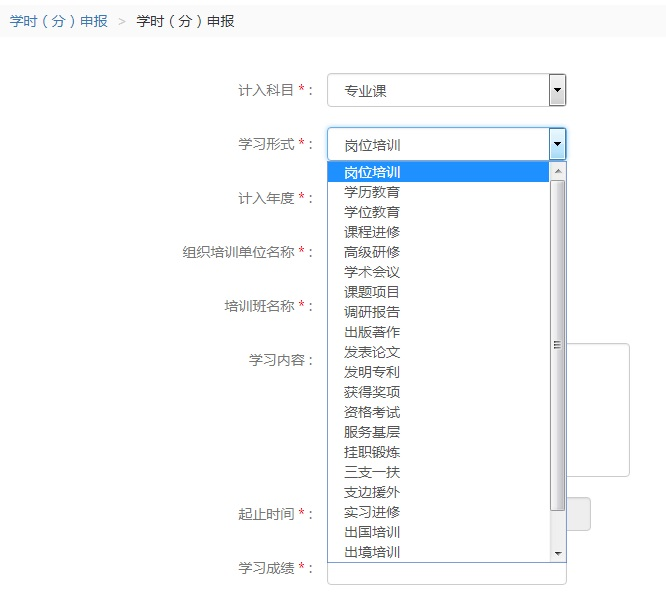 学时（分）申报 > 学时（分）申报
计入科目 * : 专业课
学习形式 * : 岗位培训
岗位培训
学历教育
计入年度 * :
学位教育
课程进修
组织培训单位名称 * :
高级研修
学术会议
课题项目
培训班名称 * :
调研报告
出版著作
学习内容 :
发表论文
发明专利
获得奖项
资格考试
服务基层
挂职锻炼
三支一扶
支边援外
起止时间 * :
实习进修
出国培训
出境培训
学习成绩 * :